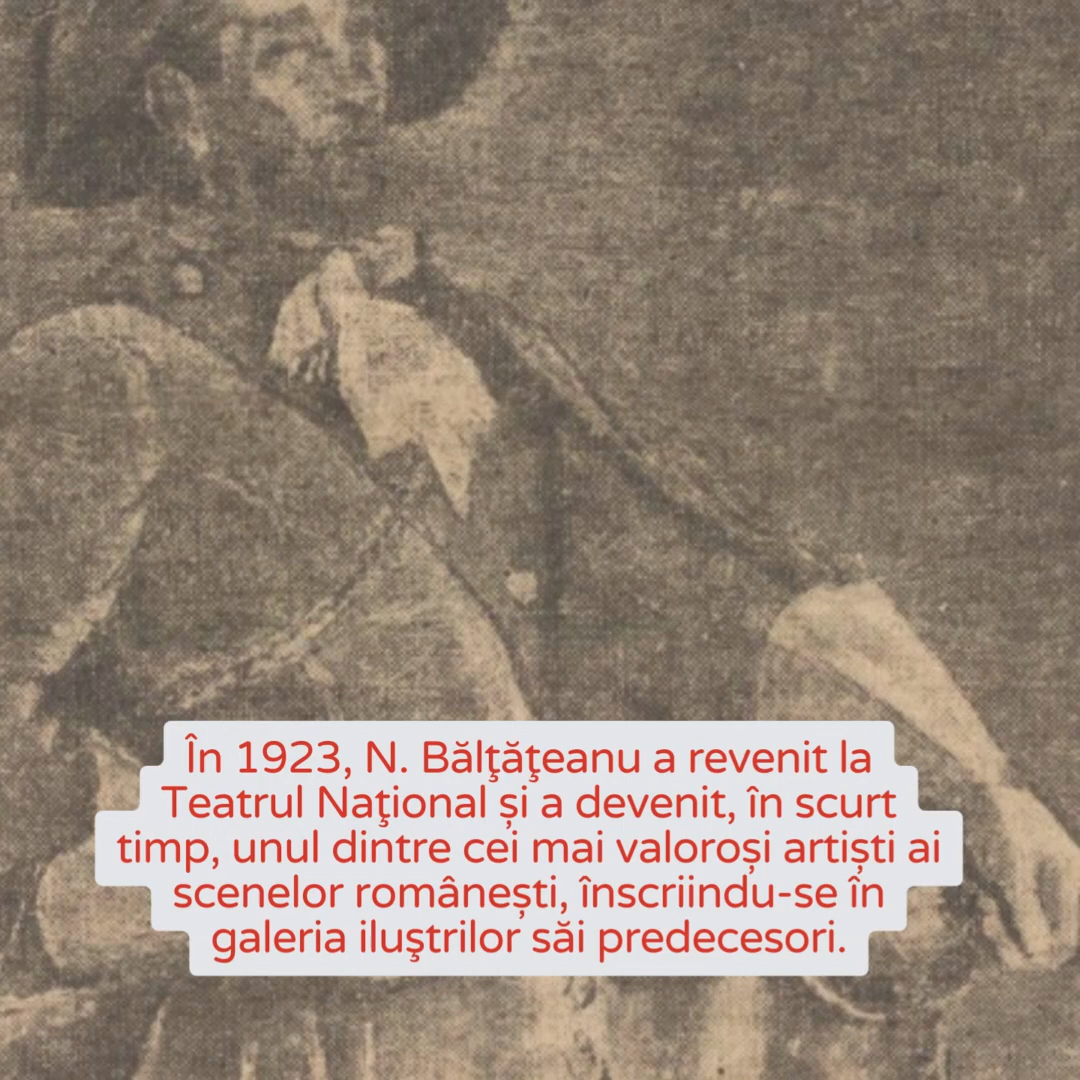 În 1923, N. Bălţăţeanu a revenit la
Teatrul Naţional și a devenit, în scurt
timp, unul dintre cei mai valoroși artiști ai
scenelor românești, înscriindu-se în
galeria iluştrilor săi predecesori.